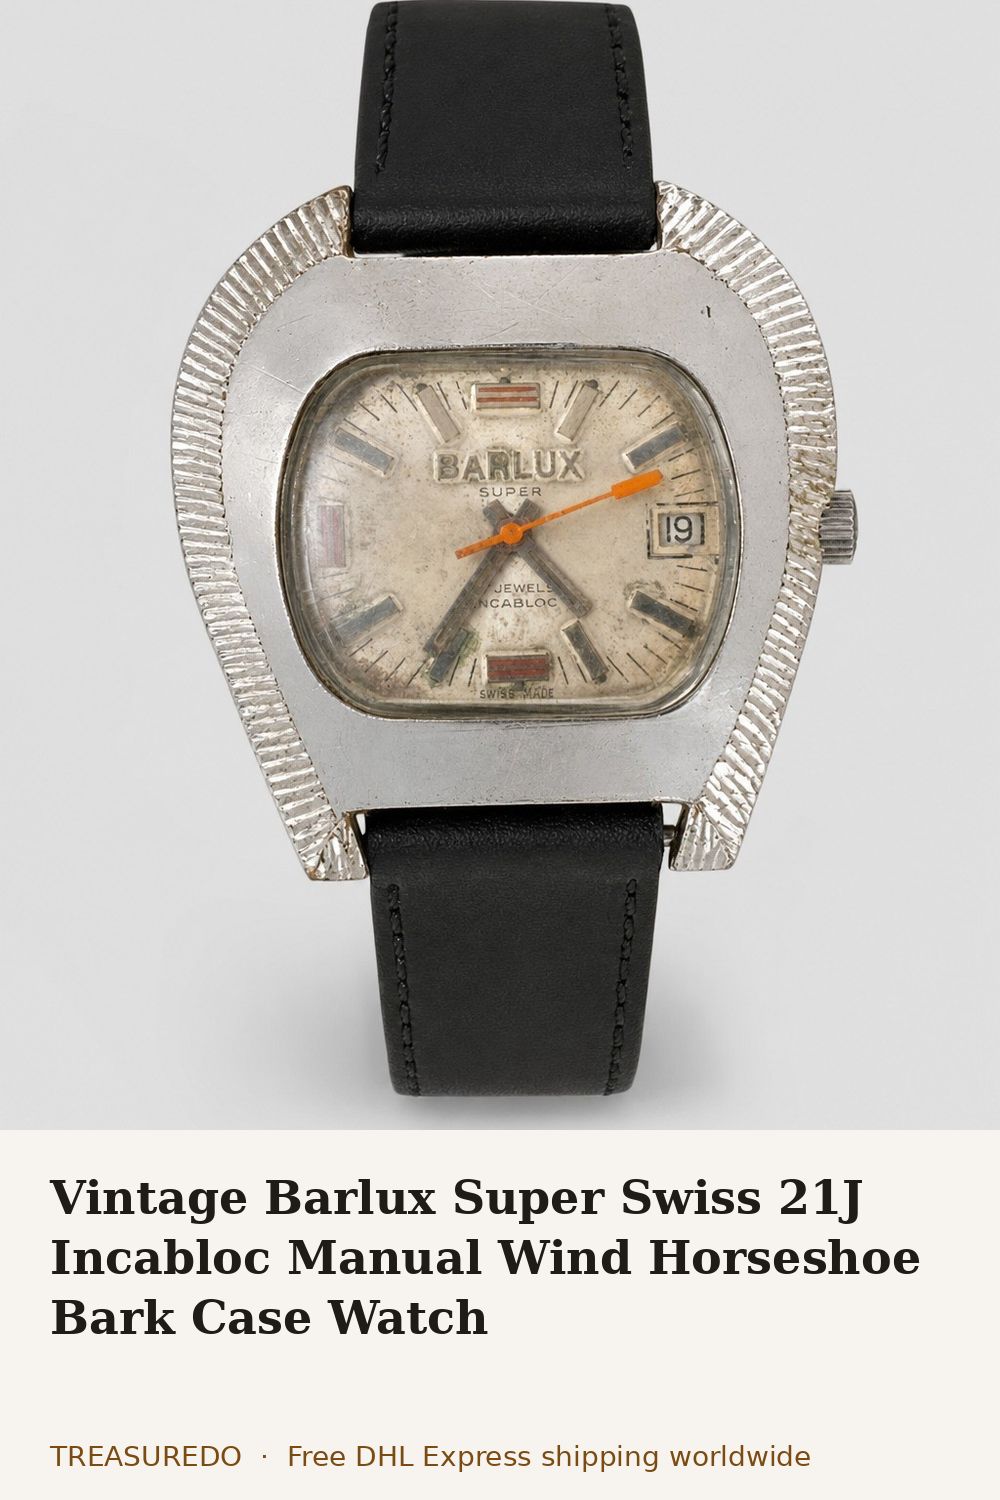 BARLUX
SUPER
19
JEWELS
INCABLOC
SWISS MADE
Vintage Barlux Super Swiss 21J
Incabloc Manual Wind Horseshoe
Bark Case Watch
TREASUREDO · Free DHL Express shipping worldwide